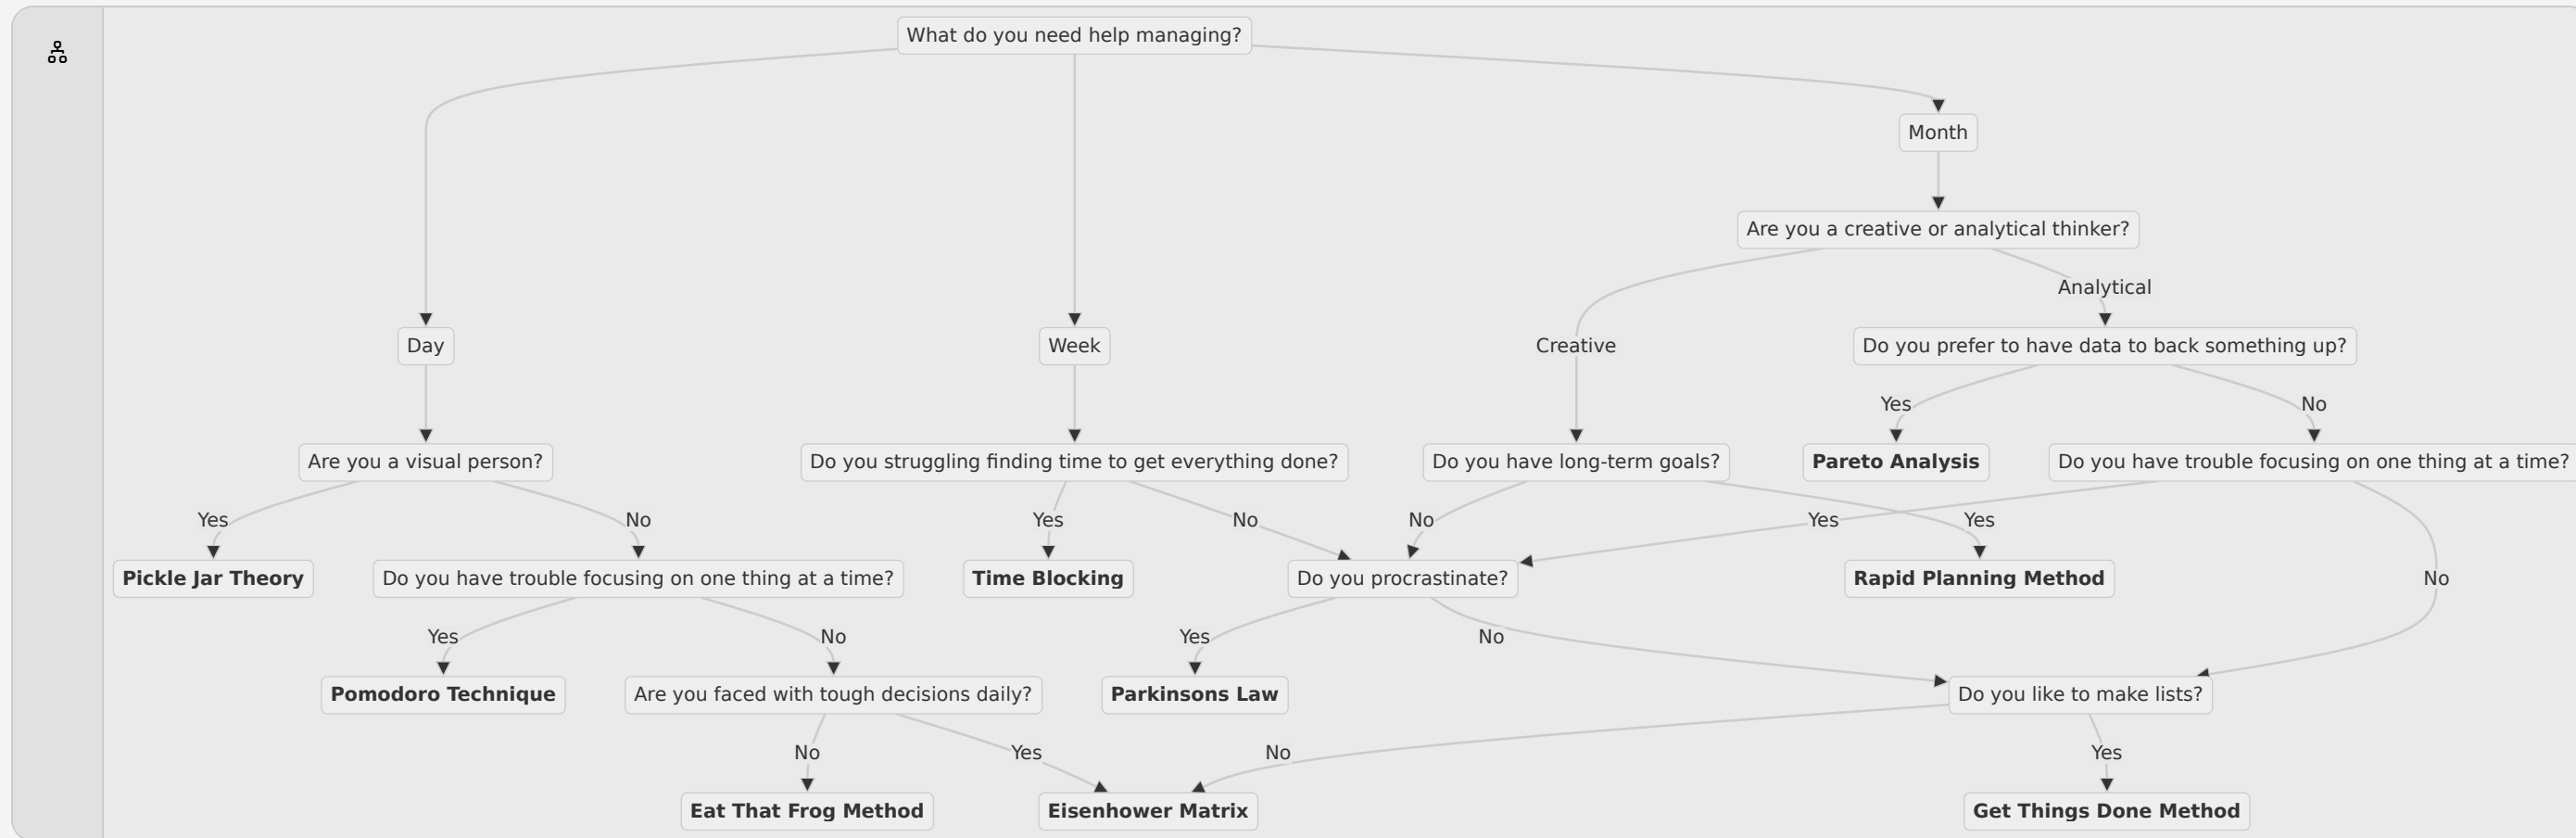 What do you need help managing?
Month
Are you a creative or analytical thinker?
Analytical
Day
Week
Creative
Do you prefer to have data to back something up?
Yes
No
Are you a visual person?
Do you struggling finding time to get everything done?
Do you have long-term goals?
Pareto Analysis
Do you have trouble focusing on one thing at a time?
Yes
No
Yes
No
No
Yes
Yes
Pickle Jar Theory
Do you have trouble focusing on one thing at a time?
Time Blocking
Do you procrastinate?
Rapid Planning Method
No
Yes
No
Yes
No
Pomodoro Technique
Are you faced with tough decisions daily?
Parkinsons Law
Do you like to make lists?
No
Yes
No
Yes
Eat That Frog Method
Eisenhower Matrix
Get Things Done Method